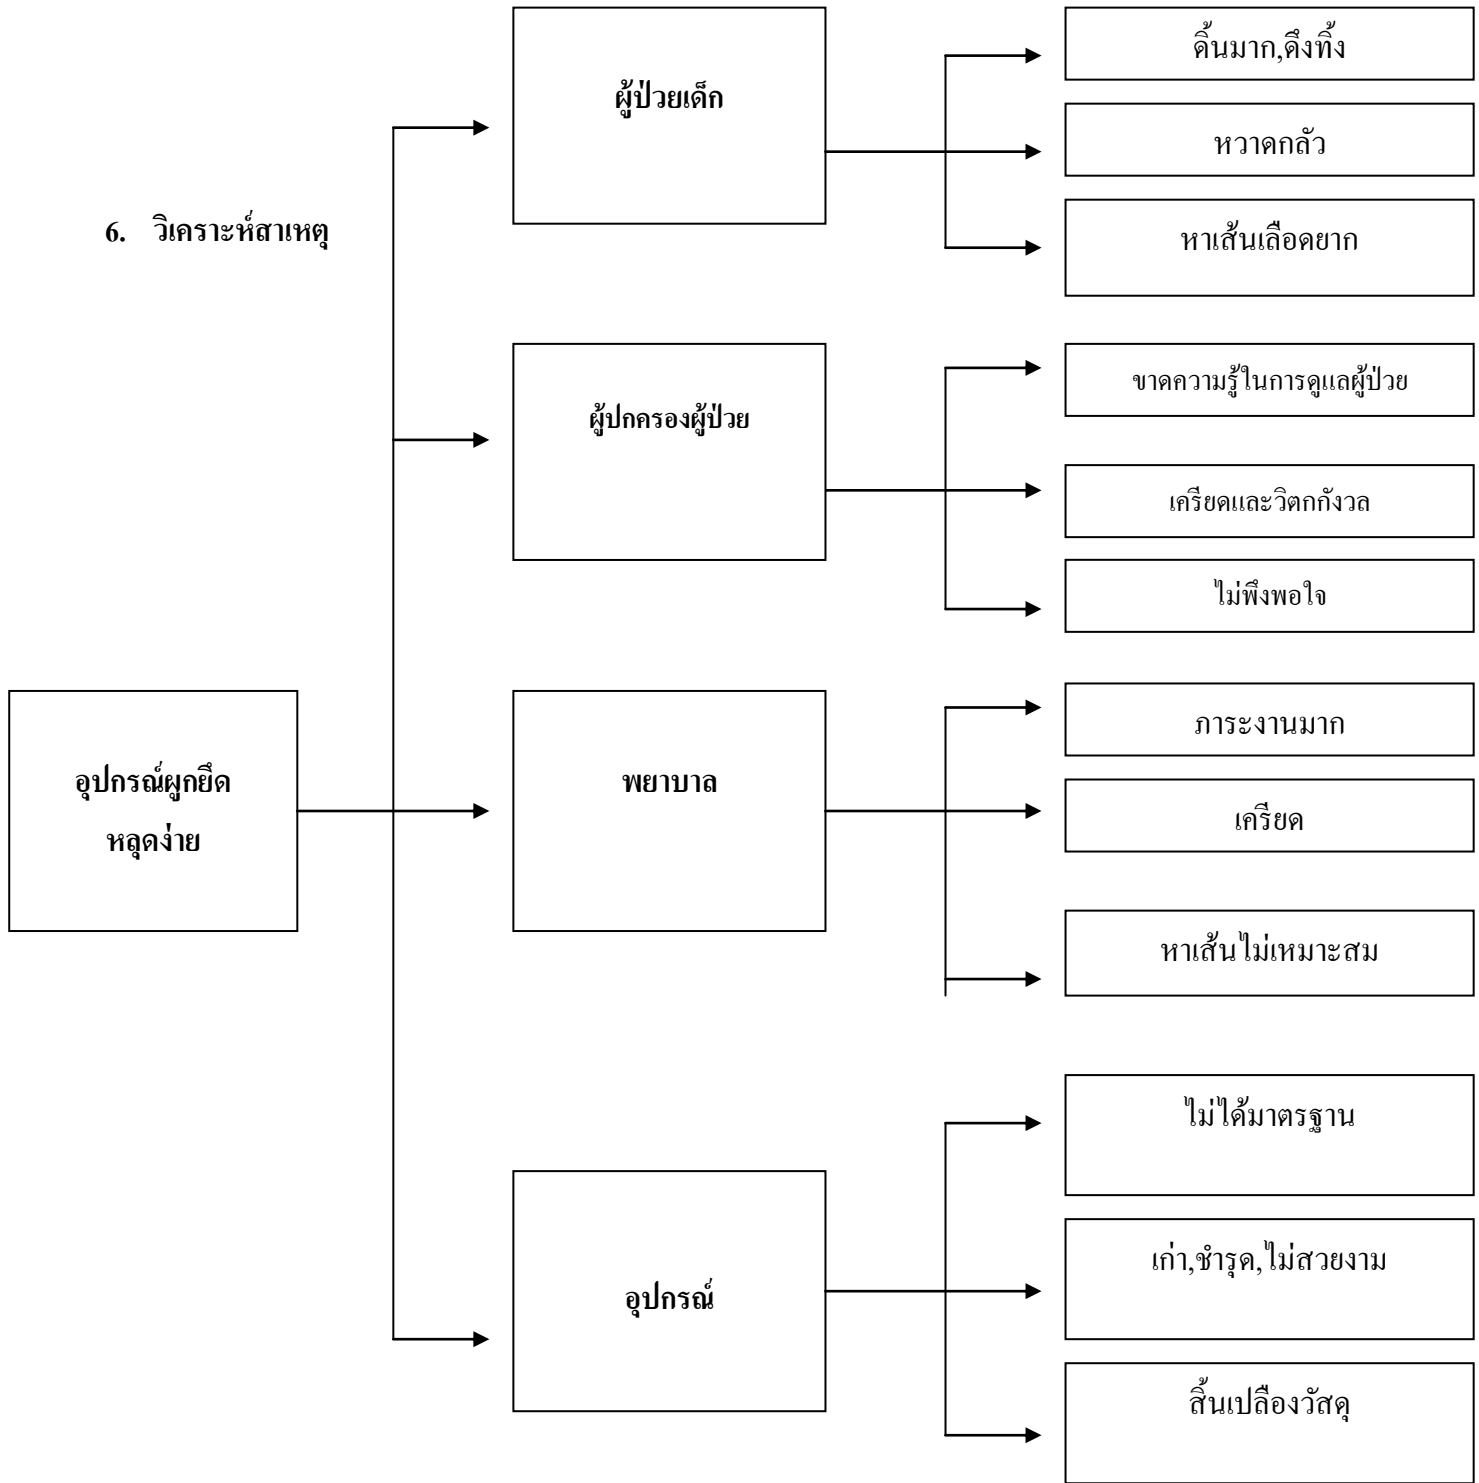 6. วิเคราะห์สาเหตุ
อุปกรณ์ผูกยึด
หลุดง่าย
ผู้ป่วยเด็ก
ดิ้นมาก,ดึงทิ้ง
หวาดกลัว
หาเส้นเลือดยาก
ผู้ปกครองผู้ป่วย
ขาดความรู้ในการดูแลผู้ป่วย
เครียดและวิตกกังวล
ไม่พึงพอใจ
พยาบาล
ภาระงานมาก
เครียด
หาเส้นไม่เหมาะสม
อุปกรณ์
ไม่ได้มาตรฐาน
เก่า,ชำรุด,ไม่สวยงาม
สิ้นเปลืองวัสดุ